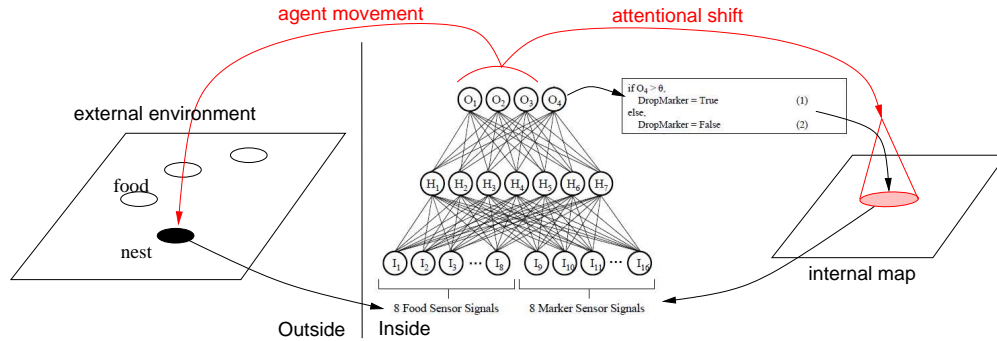 agent movement
attentional shift
external environment
food
nest
Outside
Inside
O1 O2 O3 O4
if O4 > θ,
DropMarker = True (1)
else,
DropMarker = False (2)
H1 H2 H3 H4 H5 H6 H7
I1 I2 I3 ··· I8 I9 I10 I11 ··· I16
8 Food Sensor Signals 8 Marker Sensor Signals
internal map